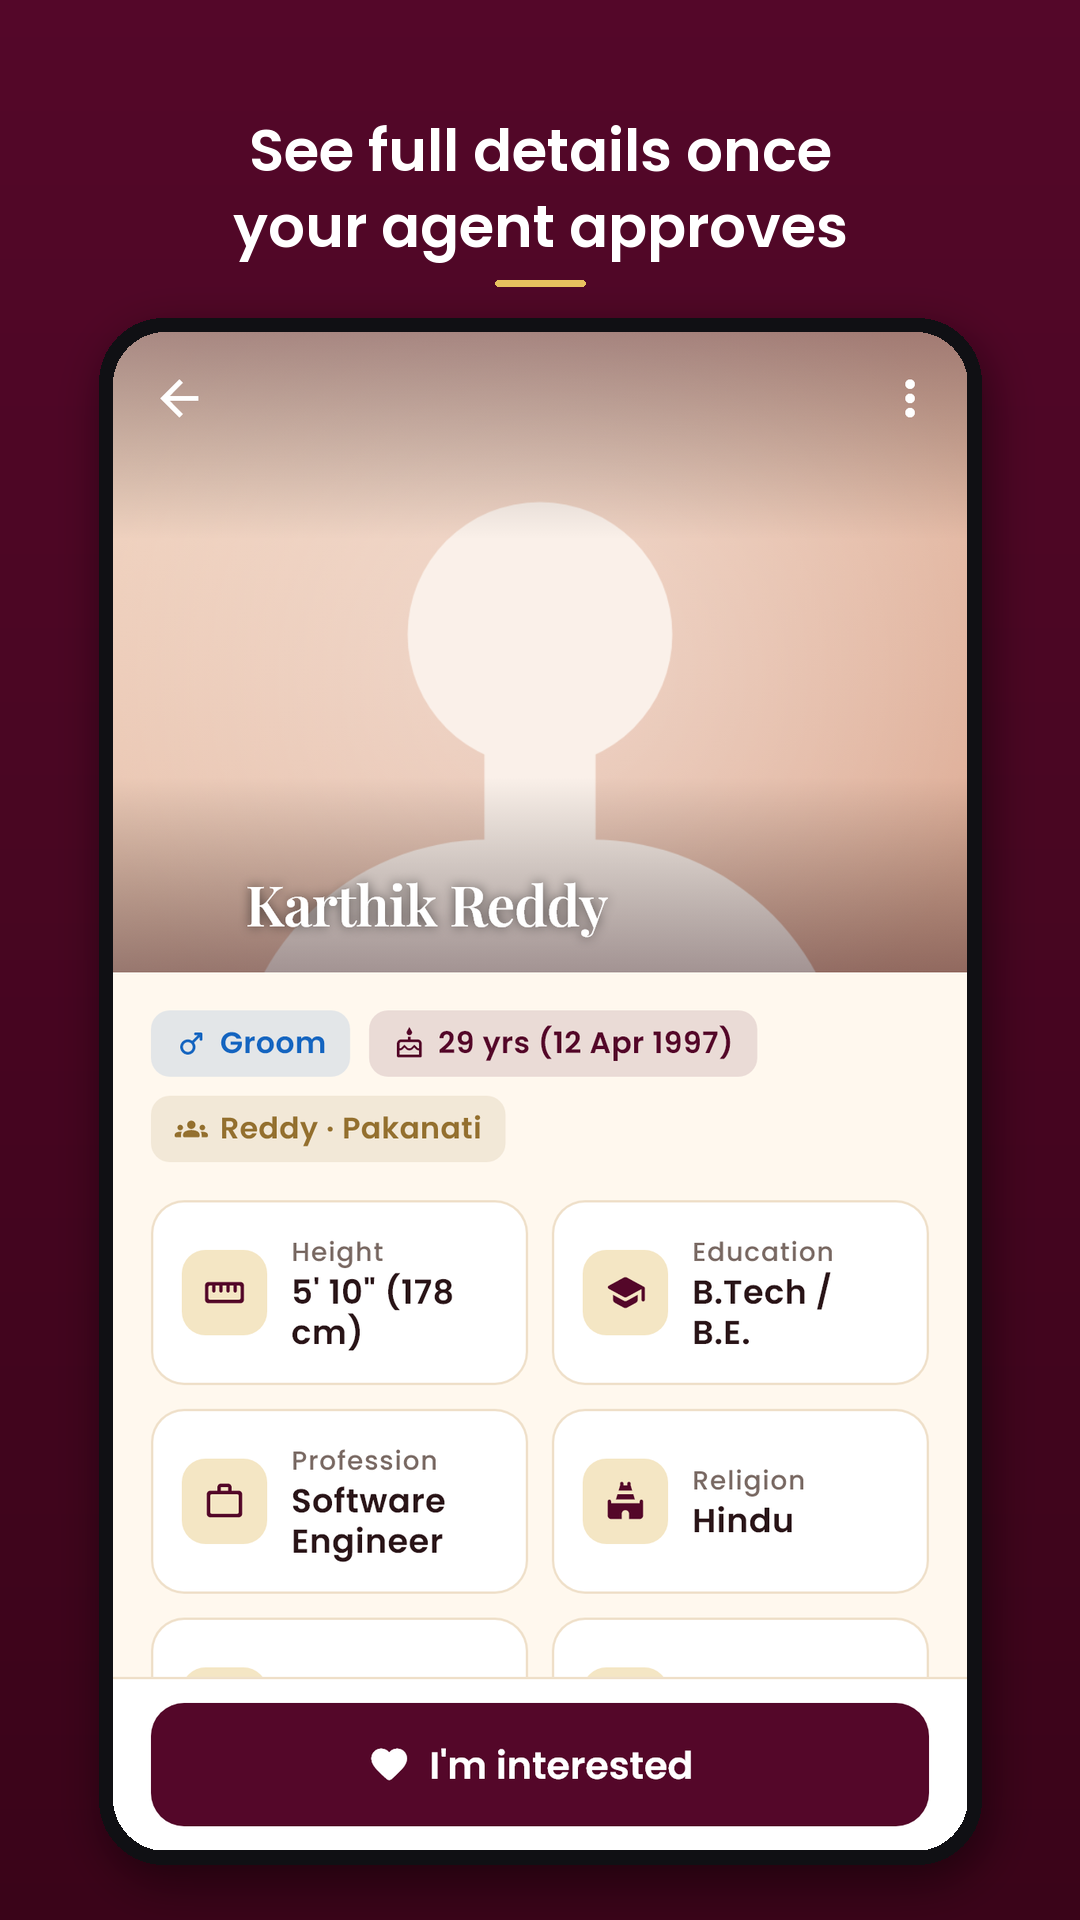 See full details once
your agent approves
Karthik Reddy
Groom
29 yrs (12 Apr 1997)
Reddy · Pakanati
Height
5' 10" (178
cm)
Education
B.Tech /
B.E.
Profession
Software
Engineer
Religion
Hindu
I'm interested